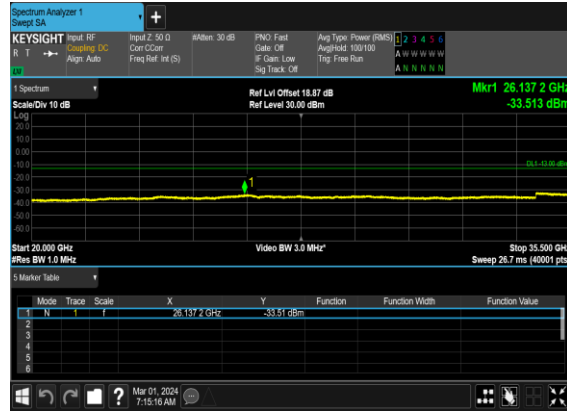 Spectrum Analyzer 1
Swept SA
+
KEYSIGHT Input: RF Input Z: 50 Ω #Atten: 30 dB PNO: Fast Avg Type: Power (RMS) 1 2 3 4 5 6
R T Coupling: DC Corr CCorr Gate: Off Avg|Hold: 100/100 A W W W W W
Align: Auto Freq Ref: Int (S) IF Gain: Low Trig: Free Run
LW Sig Track: Off A N N N N N
1 Spectrum Ref Lvl Offset 18.87 dB Mkr1 26.137 2 GHz
Scale/Div 10 dB Ref Level 30.00 dBm -33.513 dBm
Log
20.0
10.0
0.00
-10.0 DL1 -13.00 dBm
-20.0
-30.0 1
-40.0
-50.0
-60.0
Start 20.000 GHz Video BW 3.0 MHz* Stop 35.500 GHz
#Res BW 1.0 MHz Sweep 26.7 ms (40001 pts)
5 Marker Table
Mode Trace Scale X Y Function Function Width Function Value
1 N 1 f 26.137 2 GHz -33.51 dBm
2
3
4
5
6
? Mar 01, 2024
7:15:16 AM